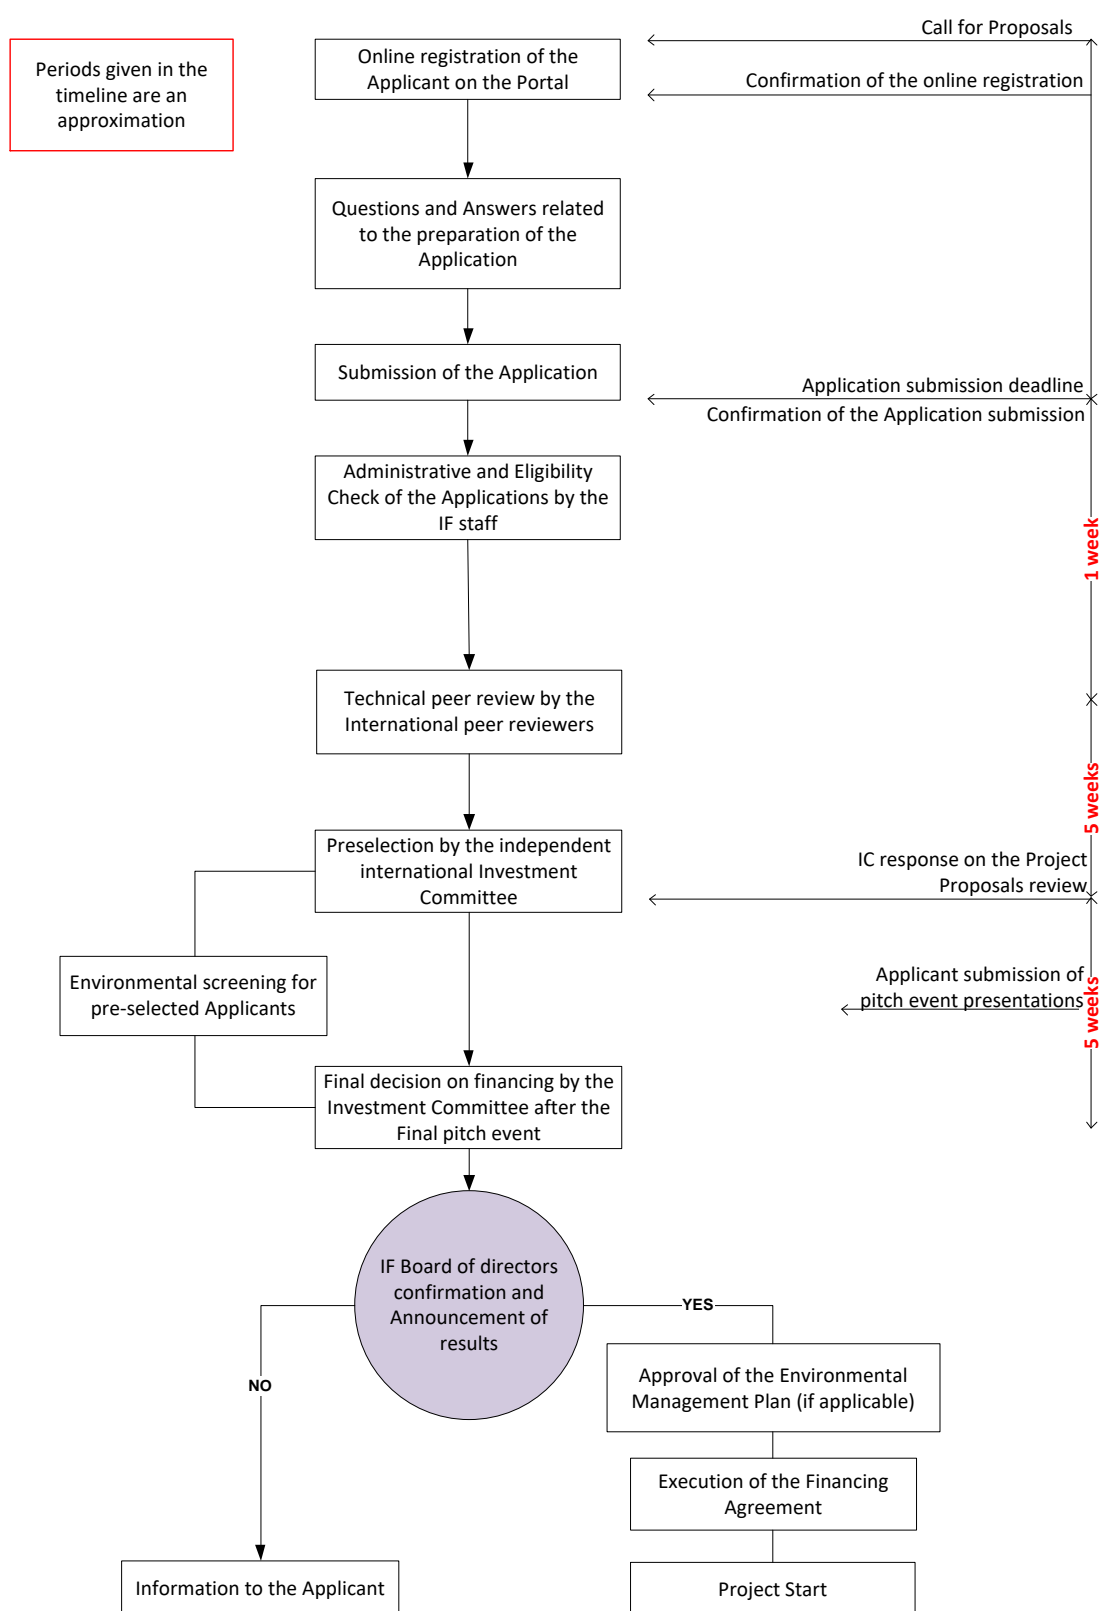 Call for Proposals
Online registration of the
Applicant on the Portal
Periods given in the
timeline are an
approximation
Confirmation of the online registration
Questions and Answers related
to the preparation of the
Application
Submission of the Application
Application submission deadline
Confirmation of the Application submission
Administrative and Eligibility
Check of the Applications by the
IF staff
1 week
Technical peer review by the
International peer reviewers
5 weeks
Preselection by the independent
international Investment
Committee
IC response on the Project
Proposals review
Environmental screening for
pre-selected Applicants
Applicant submission of
pitch event presentations
5 weeks
Final decision on financing by the
Investment Committee after the
Final pitch event
IF Board of directors
confirmation and
Announcement of
results
YES
NO
Approval of the Environmental
Management Plan (if applicable)
Execution of the Financing
Agreement
Information to the Applicant
Project Start